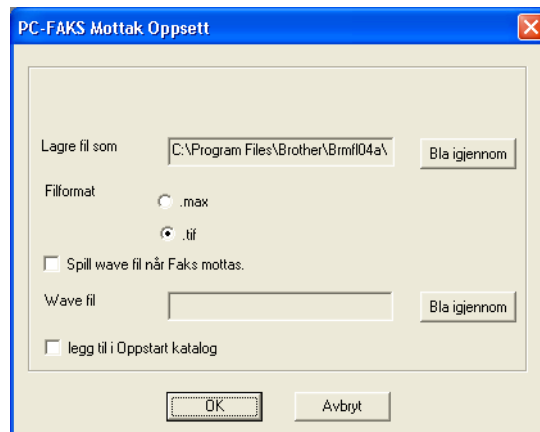 PC-FAKS Mottak Oppsett
Lagre fil som C:\Program Files\Brother\Brmfl04a\ Bla igjennom
Filformat .max
.tif
Spill wave fil når Faks mottas.
Wave fil Bla igjennom
legg til i Oppstart katalog
OK Avbryt